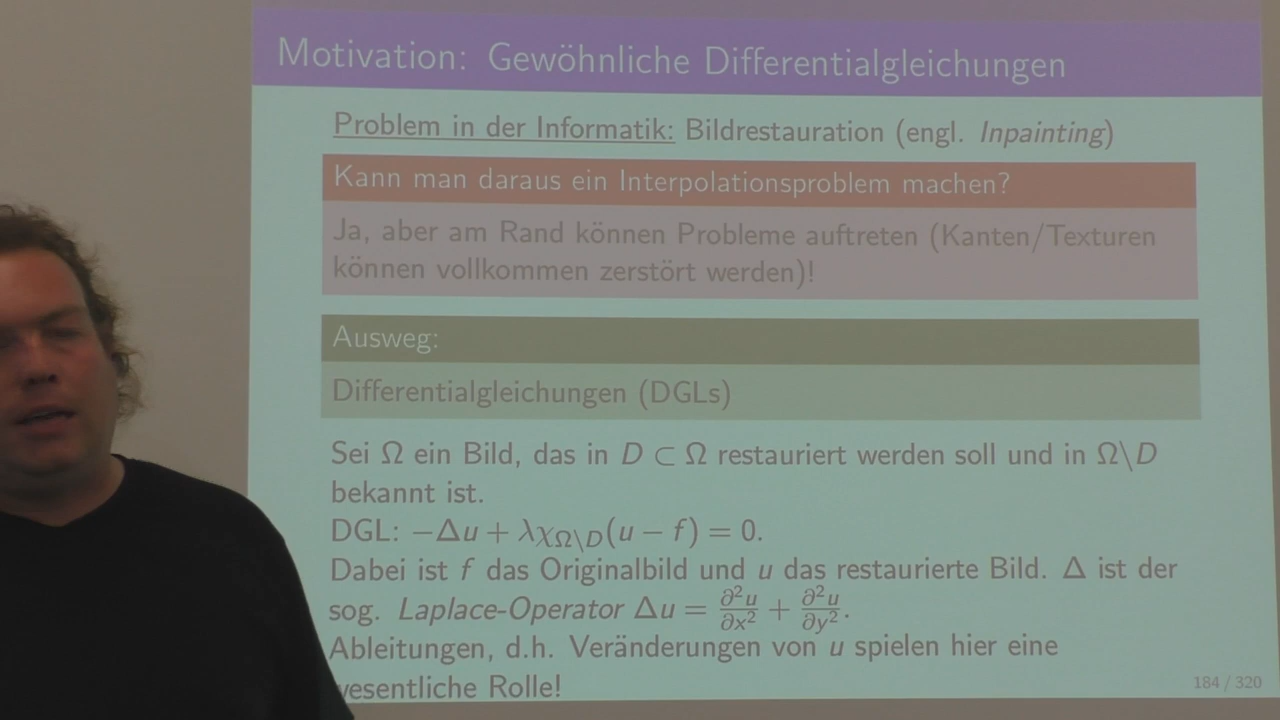 Motivation: Gewöhnliche Differentialgleichungen
Problem in der Informatik: Bildrestauration (engl. Inpainting)
Kann man daraus ein Interpolationsproblem machen?
Ja, aber am Rand können Probleme auftreten (Kanten/Texturen
können vollkommen zerstört werden)!
Ausweg:
Differentialgleichungen (DGLs)
Sei Ω ein Bild, das in D ⊂ Ω restauriert werden soll und in Ω\D
bekannt ist.
DGL: −Δu + λχ_{Ω\D}(u − f) = 0.
Dabei ist f das Originalbild und u das restaurierte Bild. Δ ist der
sog. Laplace-Operator Δu = ∂²u/∂x² + ∂²u/∂y².
Ableitungen, d.h. Veränderungen von u spielen hier eine
wesentliche Rolle!
184 / 320